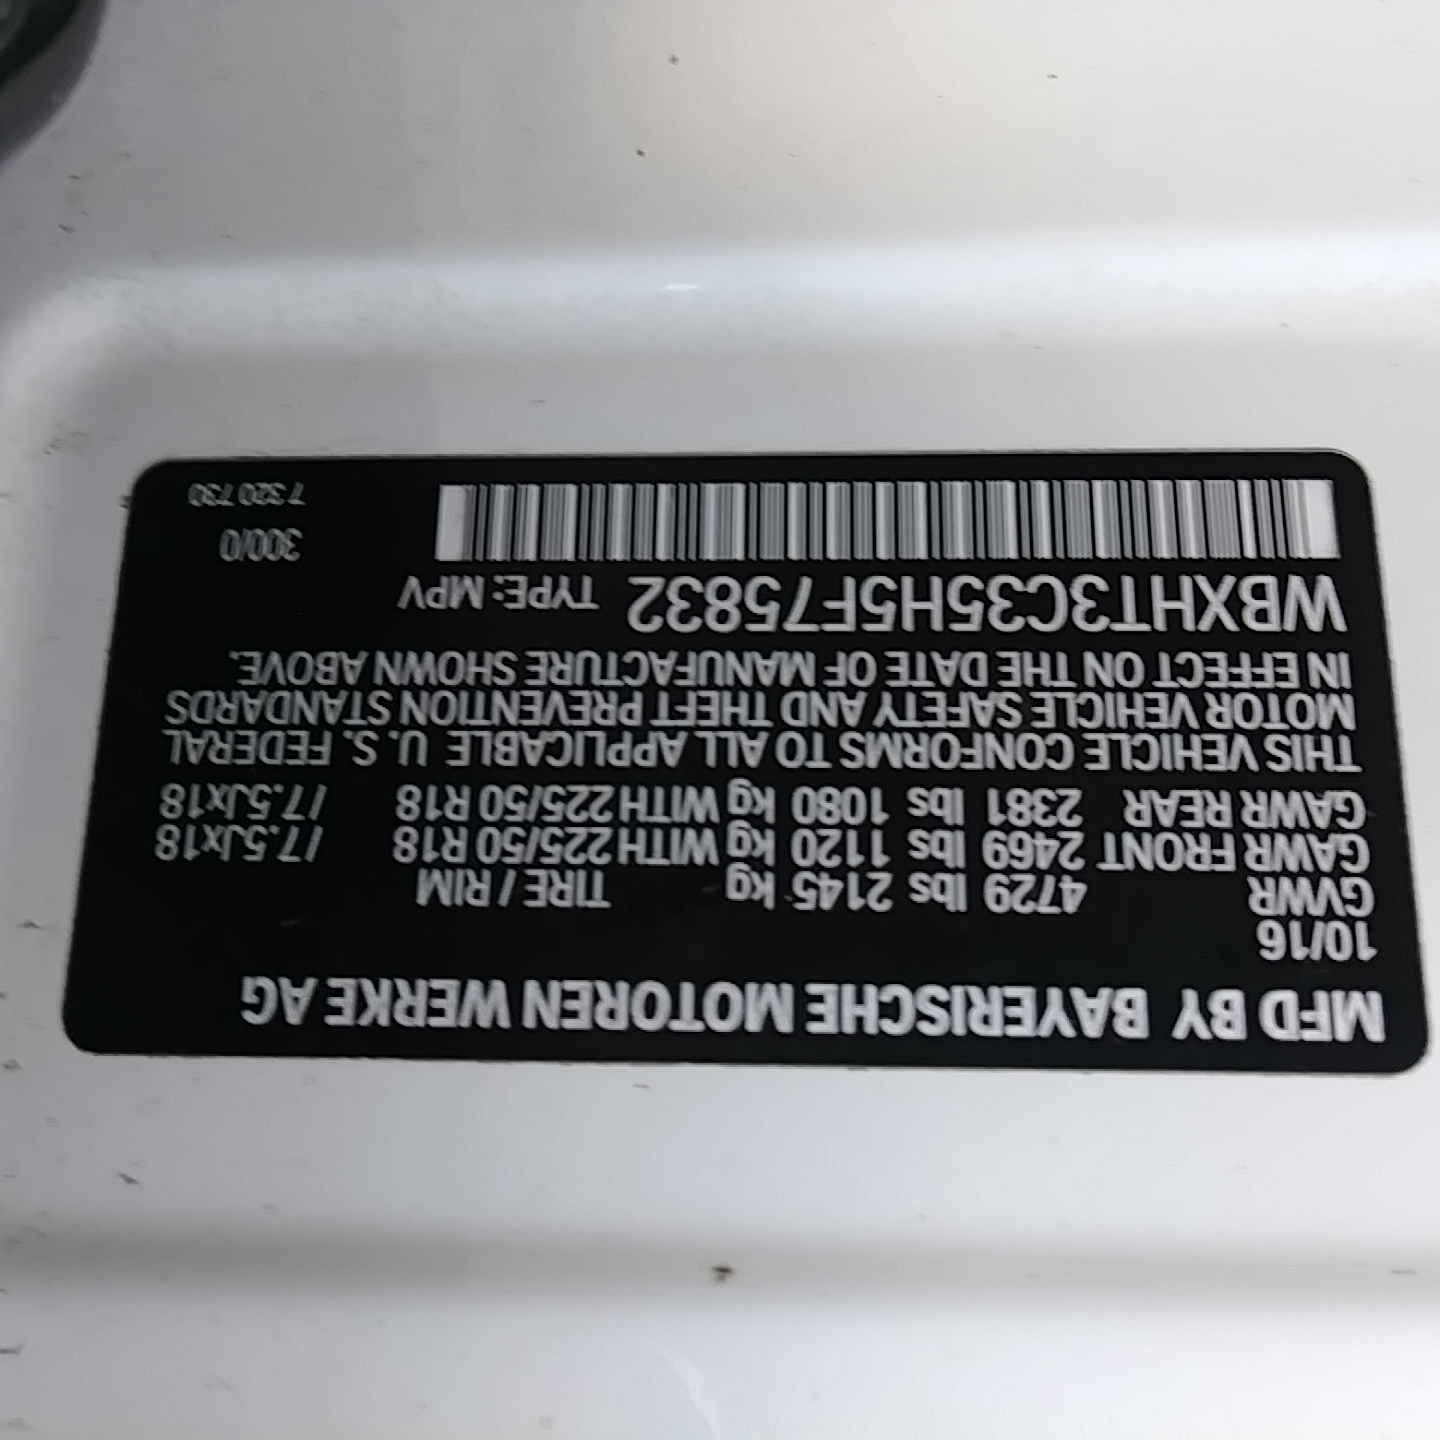 MFD BY BAYERISCHE MOTOREN WERKE AG
10/16
GVWR 4729 lbs 2145 kg TIRE / RIM
GAWR FRONT 2469 lbs 1120 kg WITH 225/50 R18 /7.5Jx18
GAWR REAR 2381 lbs 1080 kg WITH 225/50 R18 /7.5Jx18
THIS VEHICLE CONFORMS TO ALL APPLICABLE U. S. FEDERAL
MOTOR VEHICLE SAFETY AND THEFT PREVENTION STANDARDS
IN EFFECT ON THE DATE OF MANUFACTURE SHOWN ABOVE.
WBXHT3C35H5F75832 TYPE: MPV
300/0
7 320 730